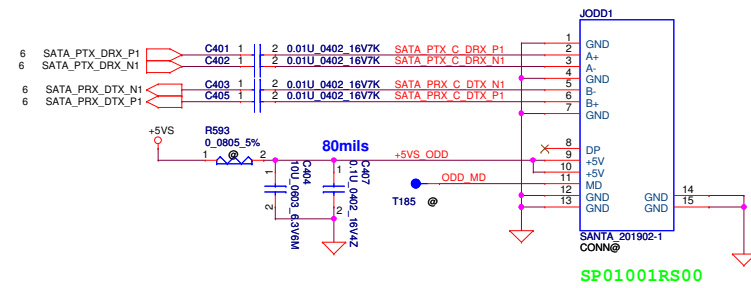 JODD1
6 SATA_PTX_DRX_P1 C401 1 2 0.01U_0402_16V7K SATA_PTX_C_DRX_P1
6 SATA_PTX_DRX_N1 C402 1 2 0.01U_0402_16V7K SATA_PTX_C_DRX_N1
6 SATA_PRX_DTX_N1 C403 1 2 0.01U_0402_16V7K SATA_PRX_C_DTX_N1
6 SATA_PRX_DTX_P1 C405 1 2 0.01U_0402_16V7K SATA_PRX_C_DTX_P1
1 GND
2 A+
3 A-
4 GND
5 B-
6 B+
7 GND
8 DP
9 +5V
10 +5V
11 MD
12 GND
13 GND
GND 14
GND 15
+5VS
R593
0_0805_5%
1 2
@
80mils
+5VS_ODD
1 2
C404
10U_0603_6.3V6M
1 2
C407
0.1U_0402_16V4Z
ODD_MD
T185 @
SANTA_201902-1
CONN@
SP01001RS00